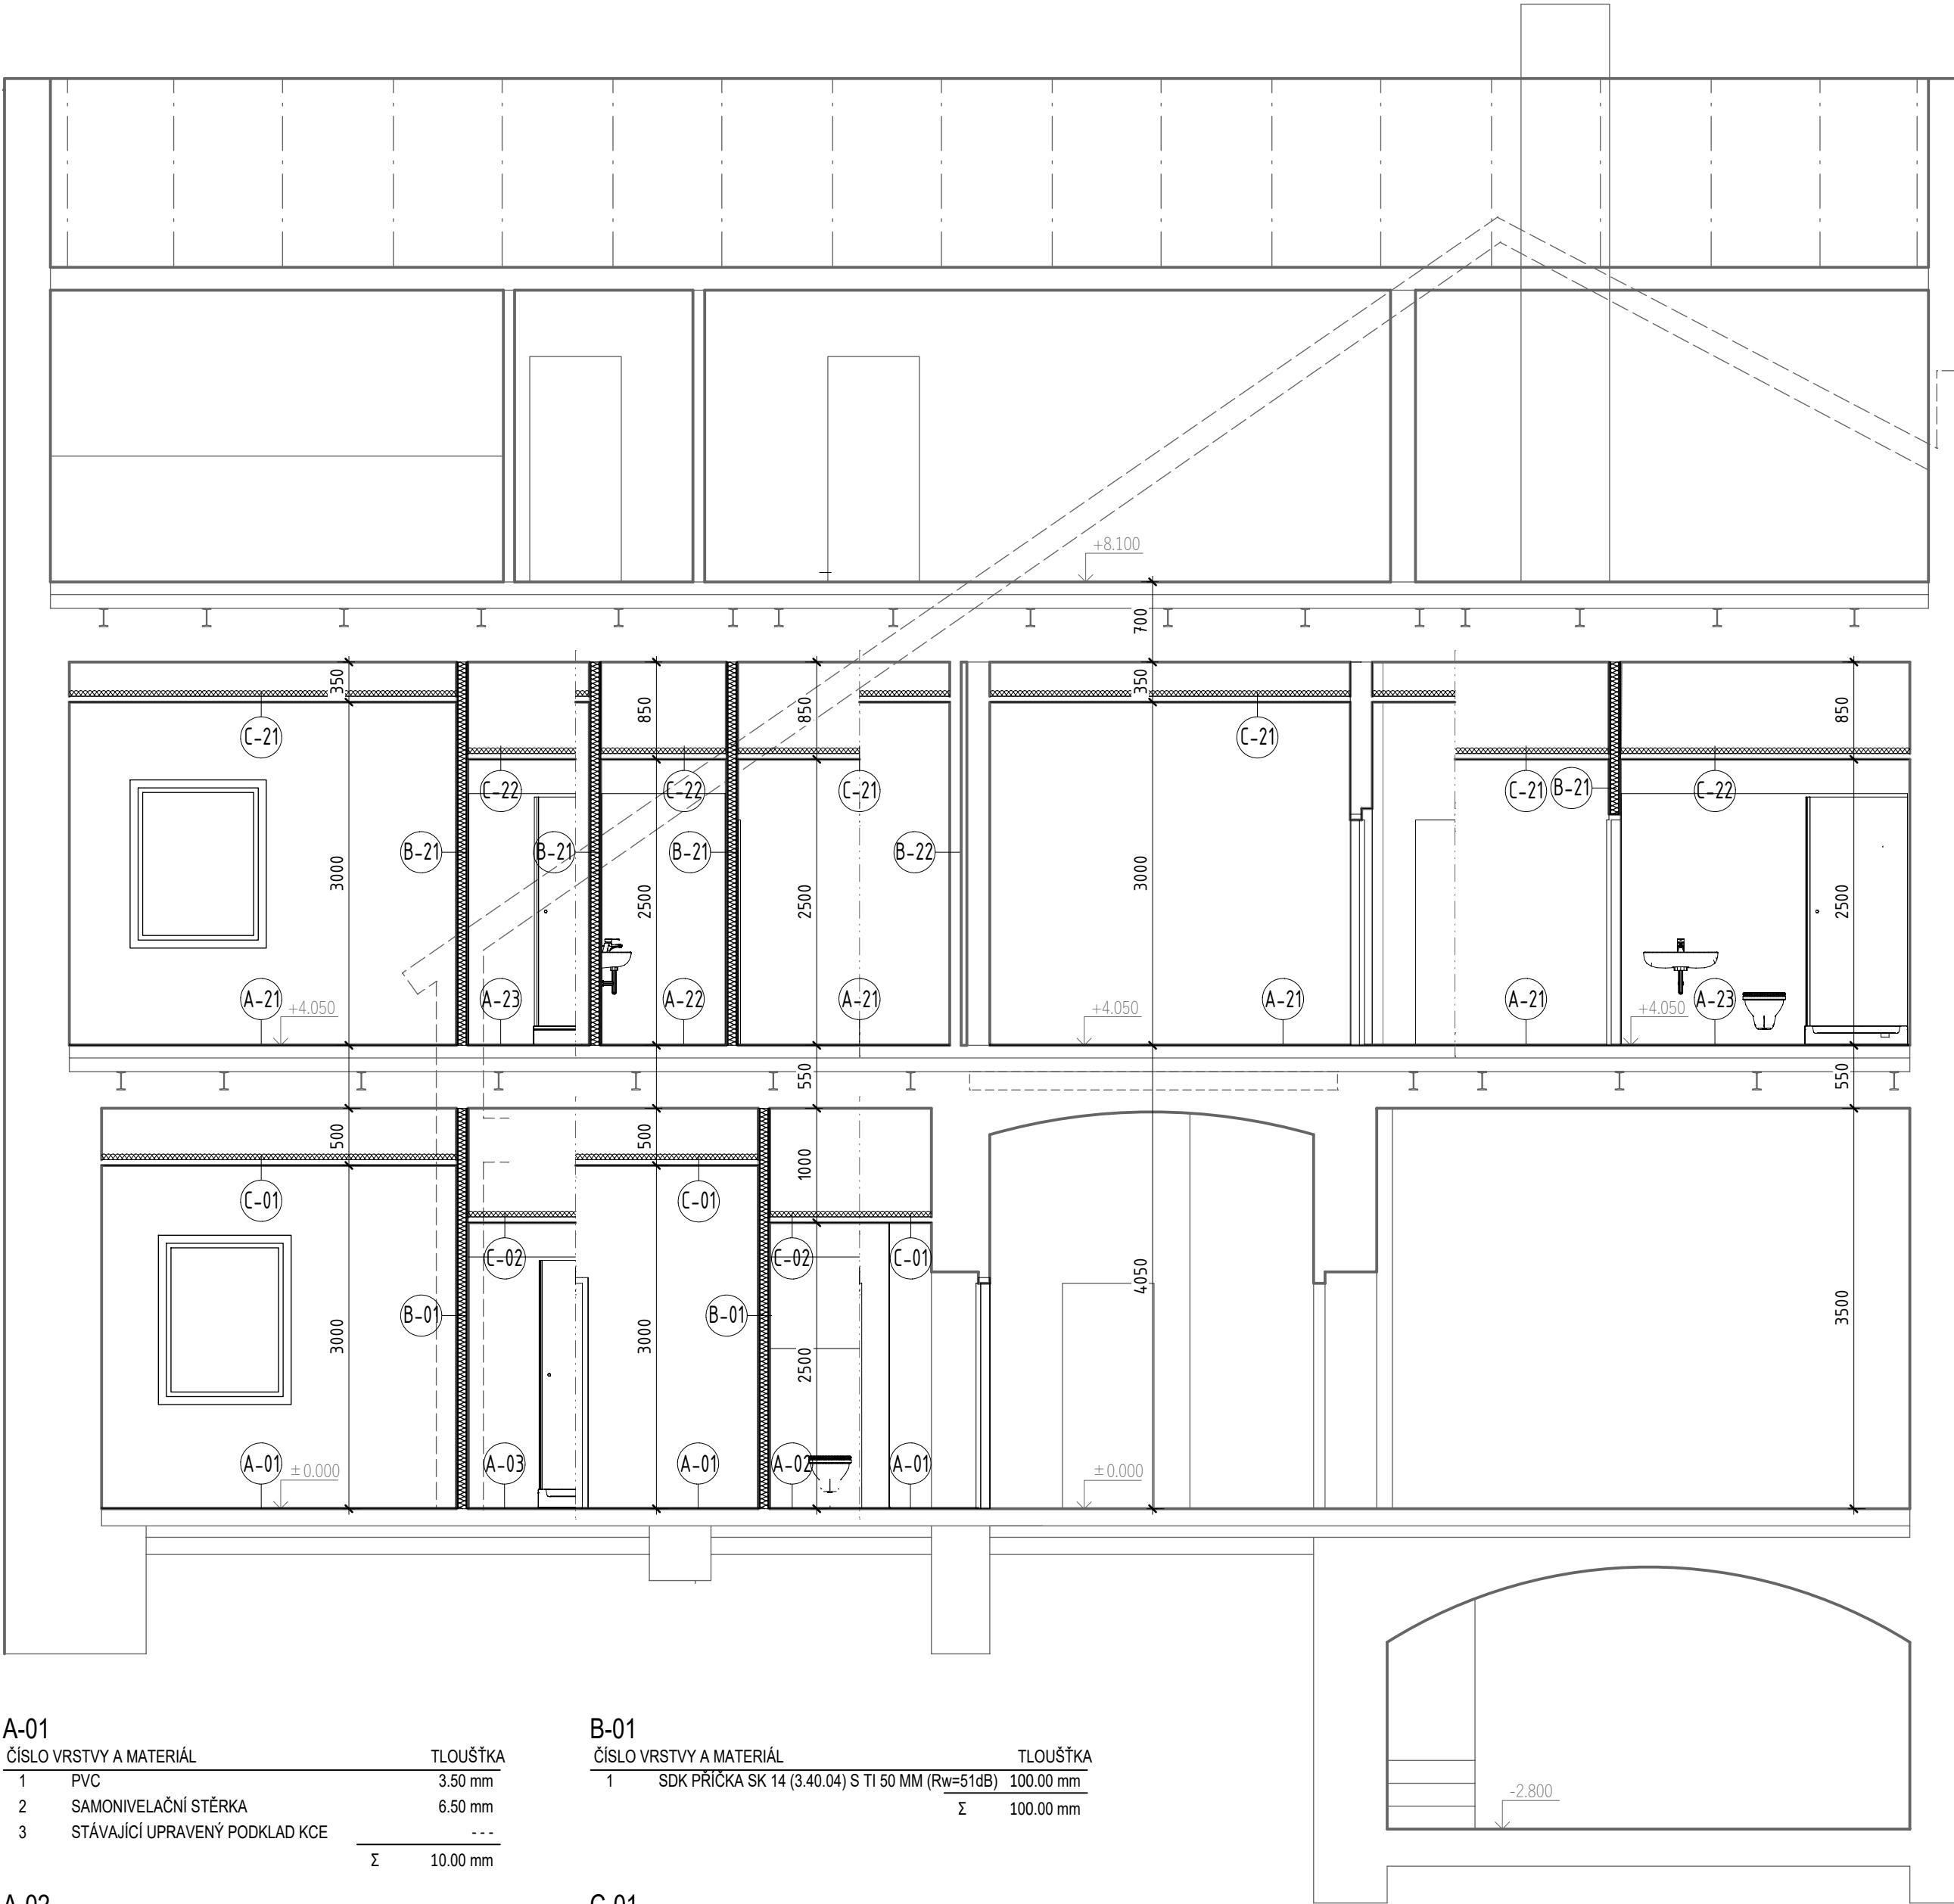 +8.100
700
350
850
850
350
850
C-21
C-21
C-22
C-22
C-21
C-21
B-21
C-22
B-21
B-21
B-21
B-22
3000
2500
2500
3000
2500
A-21
+4.050
A-23
A-22
A-21
+4.050
A-21
A-21
+4.050
A-23
550
550
500
500
1000
C-01
C-01
C-02
C-02
C-01
4050
B-01
B-01
3000
3000
2500
3500
A-01
±0.000
A-03
A-01
A-02
A-01
±0.000
-2.800
A-01
ČÍSLO VRSTVY A MATERIÁL TLOUŠŤKA
1 PVC 3.50 mm
2 SAMONIVELAČNÍ STĚRKA 6.50 mm
3 STÁVAJÍCÍ UPRAVENÝ PODKLAD KCE ---
Σ 10.00 mm
B-01
ČÍSLO VRSTVY A MATERIÁL TLOUŠŤKA
1 SDK PŘÍČKA SK 14 (3.40.04) S TI 50 MM (Rw=51dB) 100.00 mm
Σ 100.00 mm
A-02
C-01